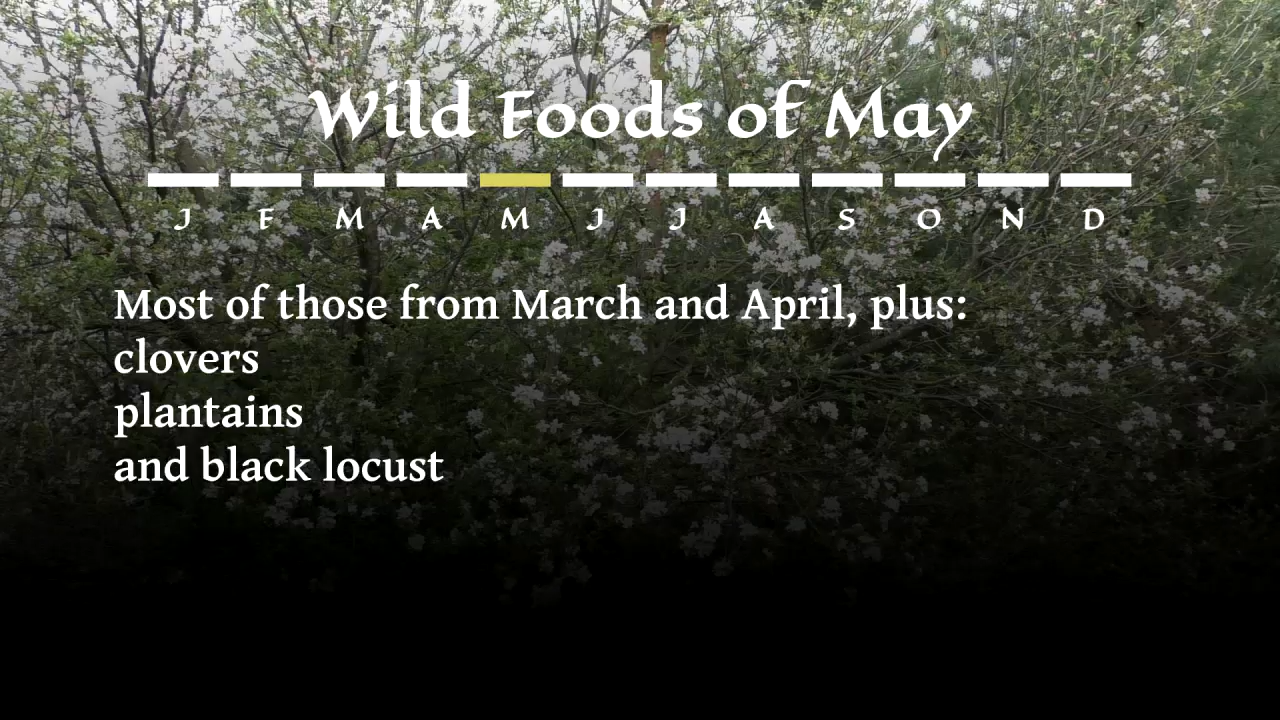 Wild Foods of May
J F M A M J J A S O N D
Most of those from March and April, plus:
clovers
plantains
and black locust